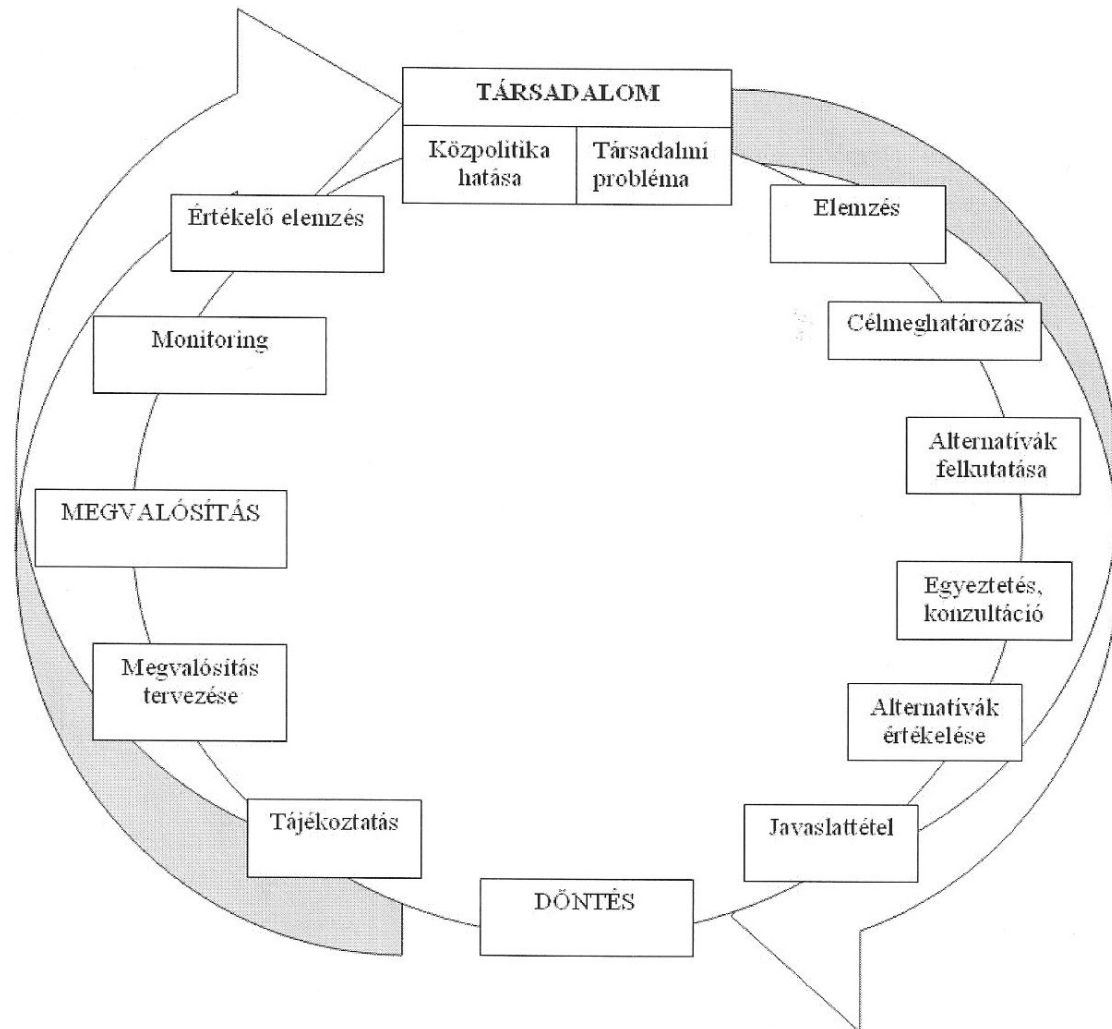 TÁRSADALOM
Közpolitika
hatása
Társadalmi
probléma
Elemzés
Célmeghatározás
Alternatívák
felkutatása
Egyeztetés,
konzultáció
Alternatívák
értékelése
Javaslattétel
DÖNTÉS
Tájékoztatás
Megvalósítás
tervezése
MEGVALÓSÍTÁS
Monitoring
Értékelő elemzés